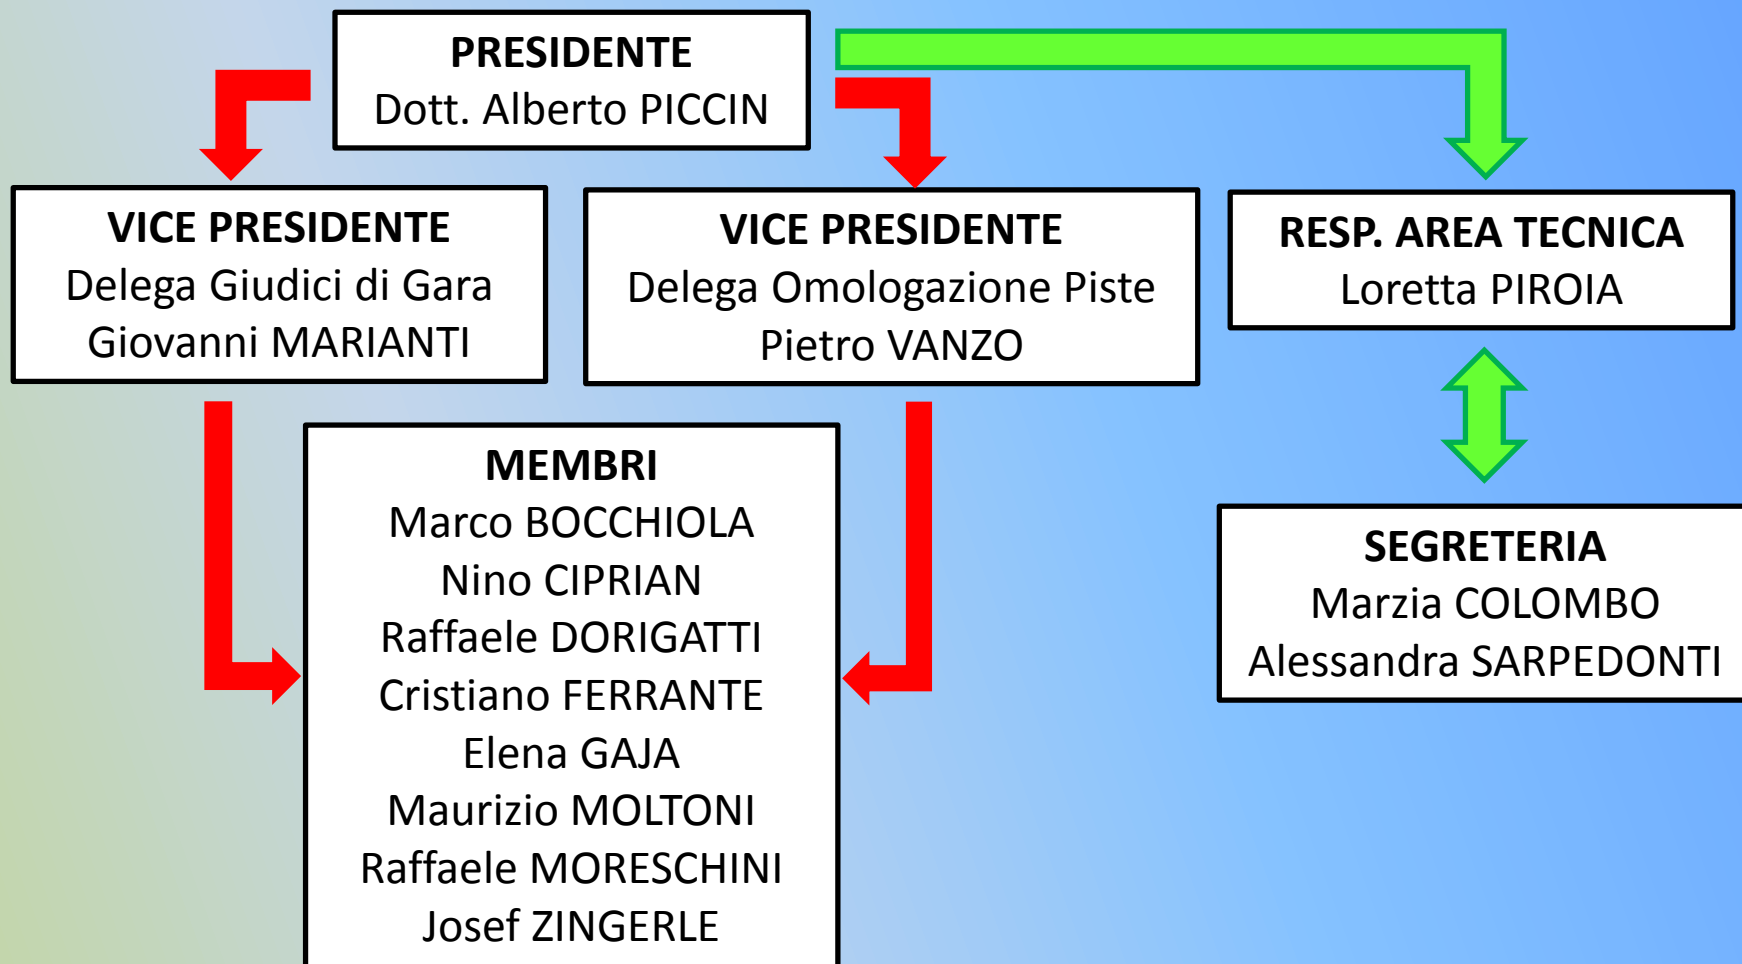 PRESIDENTE
Dott. Alberto PICCIN
VICE PRESIDENTE
Delega Giudici di Gara
Giovanni MARIANTI
VICE PRESIDENTE
Delega Omologazione Piste
Pietro VANZO
RESP. AREA TECNICA
Loretta PIROIA
MEMBRI
Marco BOCCHIOLA
Nino CIPRIAN
Raffaele DORIGATTI
Cristiano FERRANTE
Elena GAJA
Maurizio MOLTONI
Raffaele MORESCHINI
Josef ZINGERLE
SEGRETERIA
Marzia COLOMBO
Alessandra SARPEDONTI